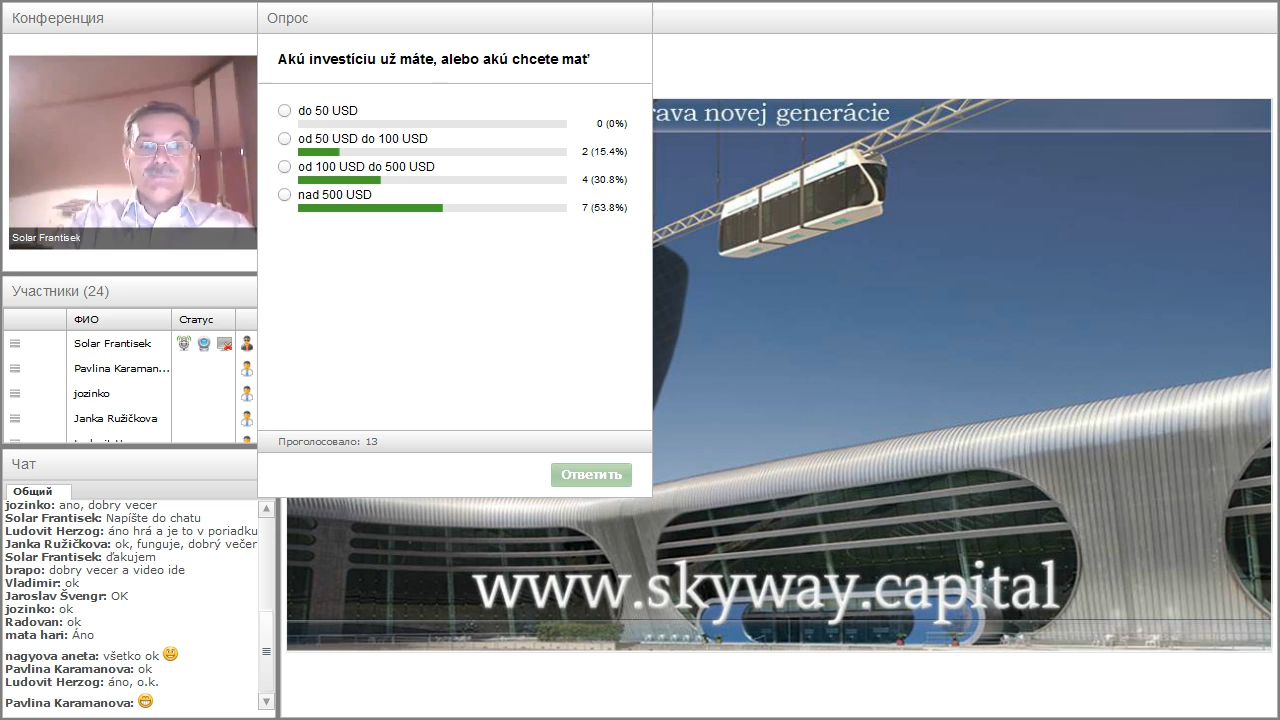 Конференция
Solar Frantisek
Участники (24)
ФИО
Статус
Solar Frantisek
Pavlina Karaman...
jozinko
Janka Ružičkova
Чат
Общий
jozinko: ano, dobry vecer
Solar Frantisek: Napíšte do chatu
Ludovit Herzog: áno hrá a je to v poriadku
Janka Ružičkova: ok, funguje, dobrý večer
Solar Frantisek: ďakujem
brapo: dobry vecer a video ide
Vladimir: ok
Jaroslav Švengr: OK
jozinko: ok
Radovan: ok
mata hari: Áno
nagyova aneta: všetko ok
Pavlina Karamanova: ok
Ludovit Herzog: áno, o.k.
Pavlina Karamanova:
Опрос
Akú investíciu už máte, alebo akú chcete mať
do 50 USD
0 (0%)
od 50 USD do 100 USD
2 (15.4%)
od 100 USD do 500 USD
4 (30.8%)
nad 500 USD
7 (53.8%)
Проголосовало: 13
Ответить
rava novej generácie
www.skyway.capital